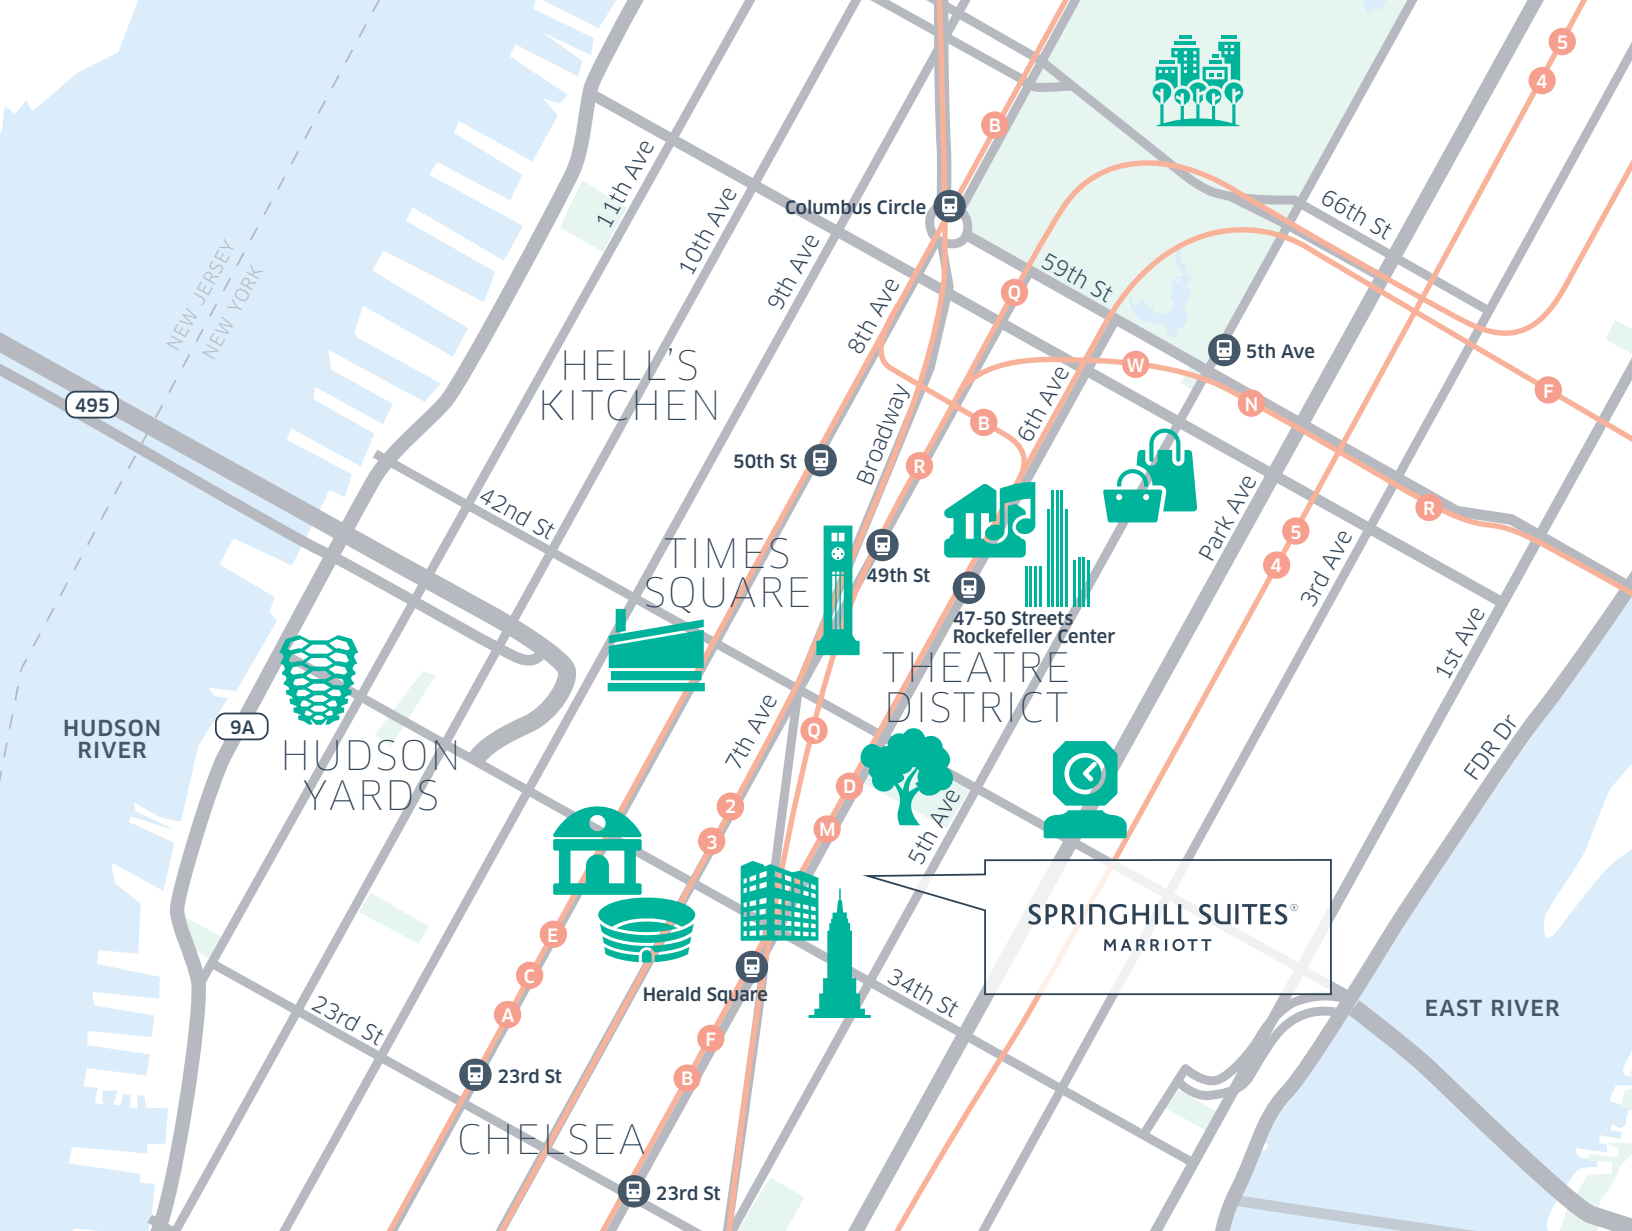 5
4
B
11th Ave
10th Ave
Columbus Circle
66th St
9th Ave
59th St
NEW JERSEY
NEW YORK
8th Ave
Q
HELL'S
KITCHEN
W
5th Ave
495
Broadway
6th Ave
N
F
B
50th St
R
42nd St
Park Ave
R
TIMES
SQUARE
49th St
5
4
3rd Ave
47-50 Streets
Rockefeller Center
1st Ave
THEATRE
DISTRICT
HUDSON
RIVER
9A
7th Ave
Q
FDR Dr
HUDSON
YARDS
D
2
3
M
5th Ave
SPRINGHILL SUITES®
MARRIOTT
E
C
A
Herald Square
34th St
EAST RIVER
23rd St
F
B
23rd St
CHELSEA
23rd St